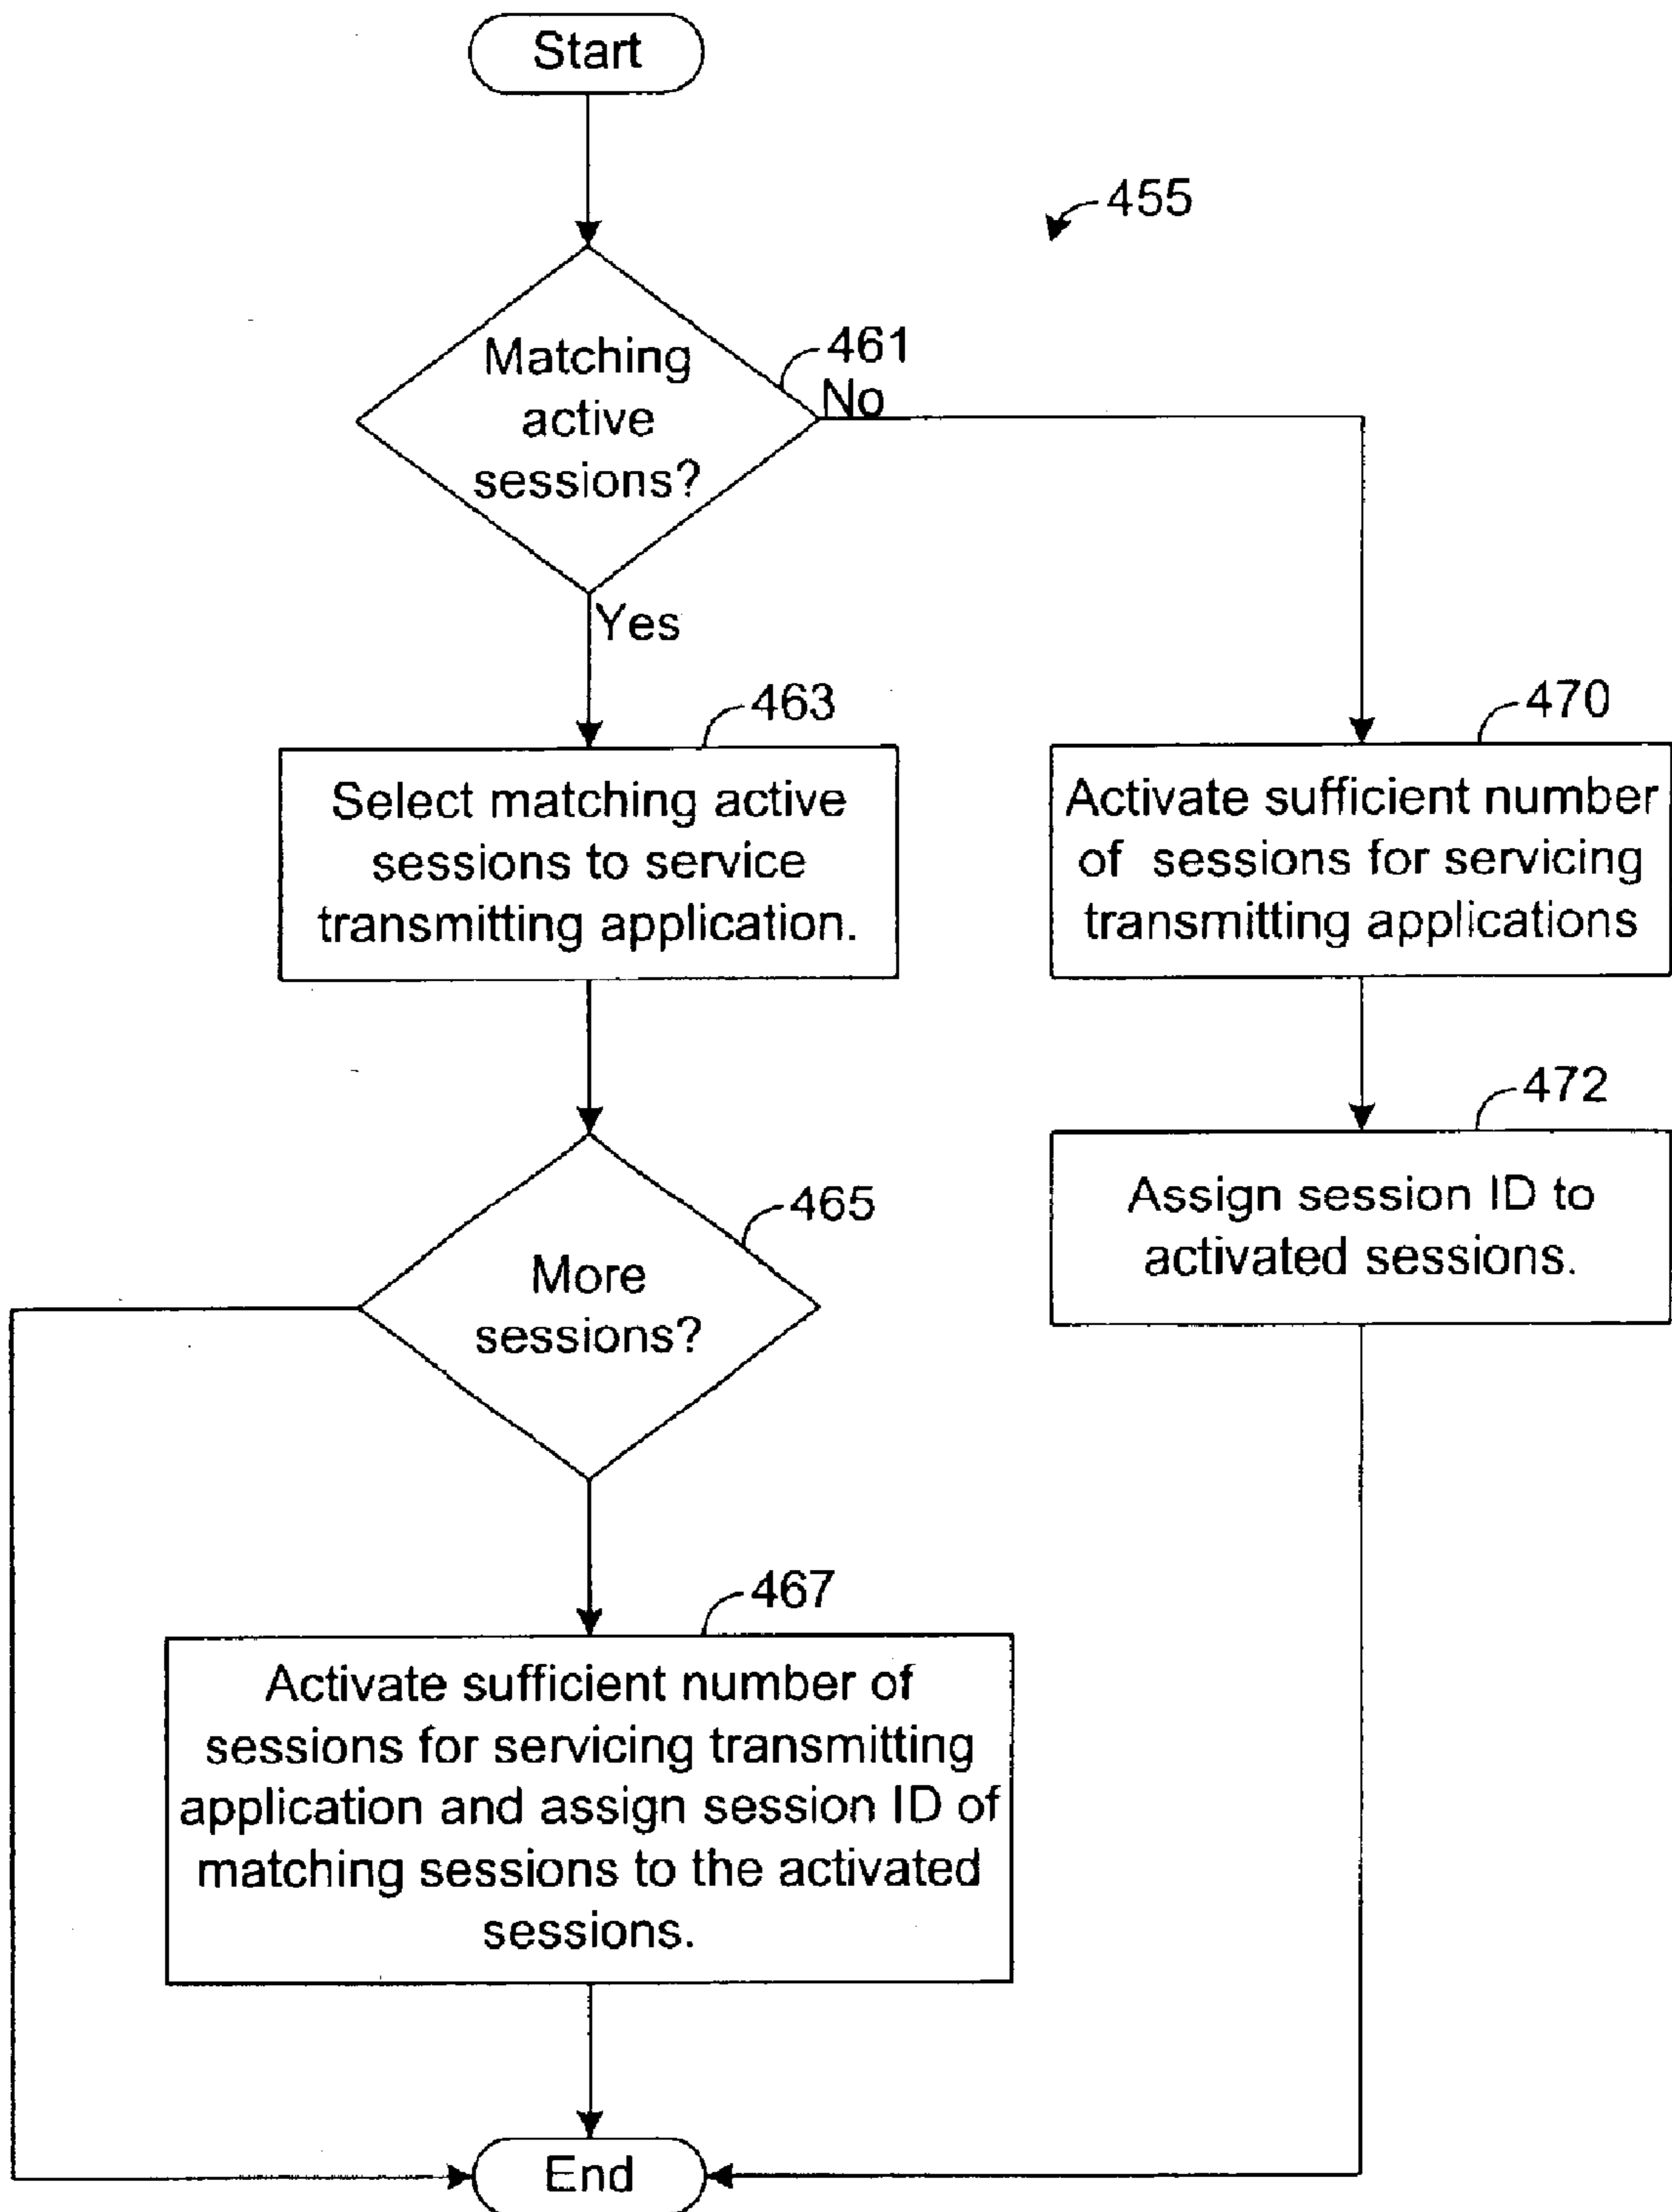 Start
455
Matching
active
sessions?
461
No
Yes
463
Select matching active
sessions to service
transmitting application.
470
Activate sufficient number
of sessions for servicing
transmitting applications
472
Assign session ID to
activated sessions.
465
More
sessions?
467
Activate sufficient number of
sessions for servicing transmitting
application and assign session ID of
matching sessions to the activated
sessions.
End